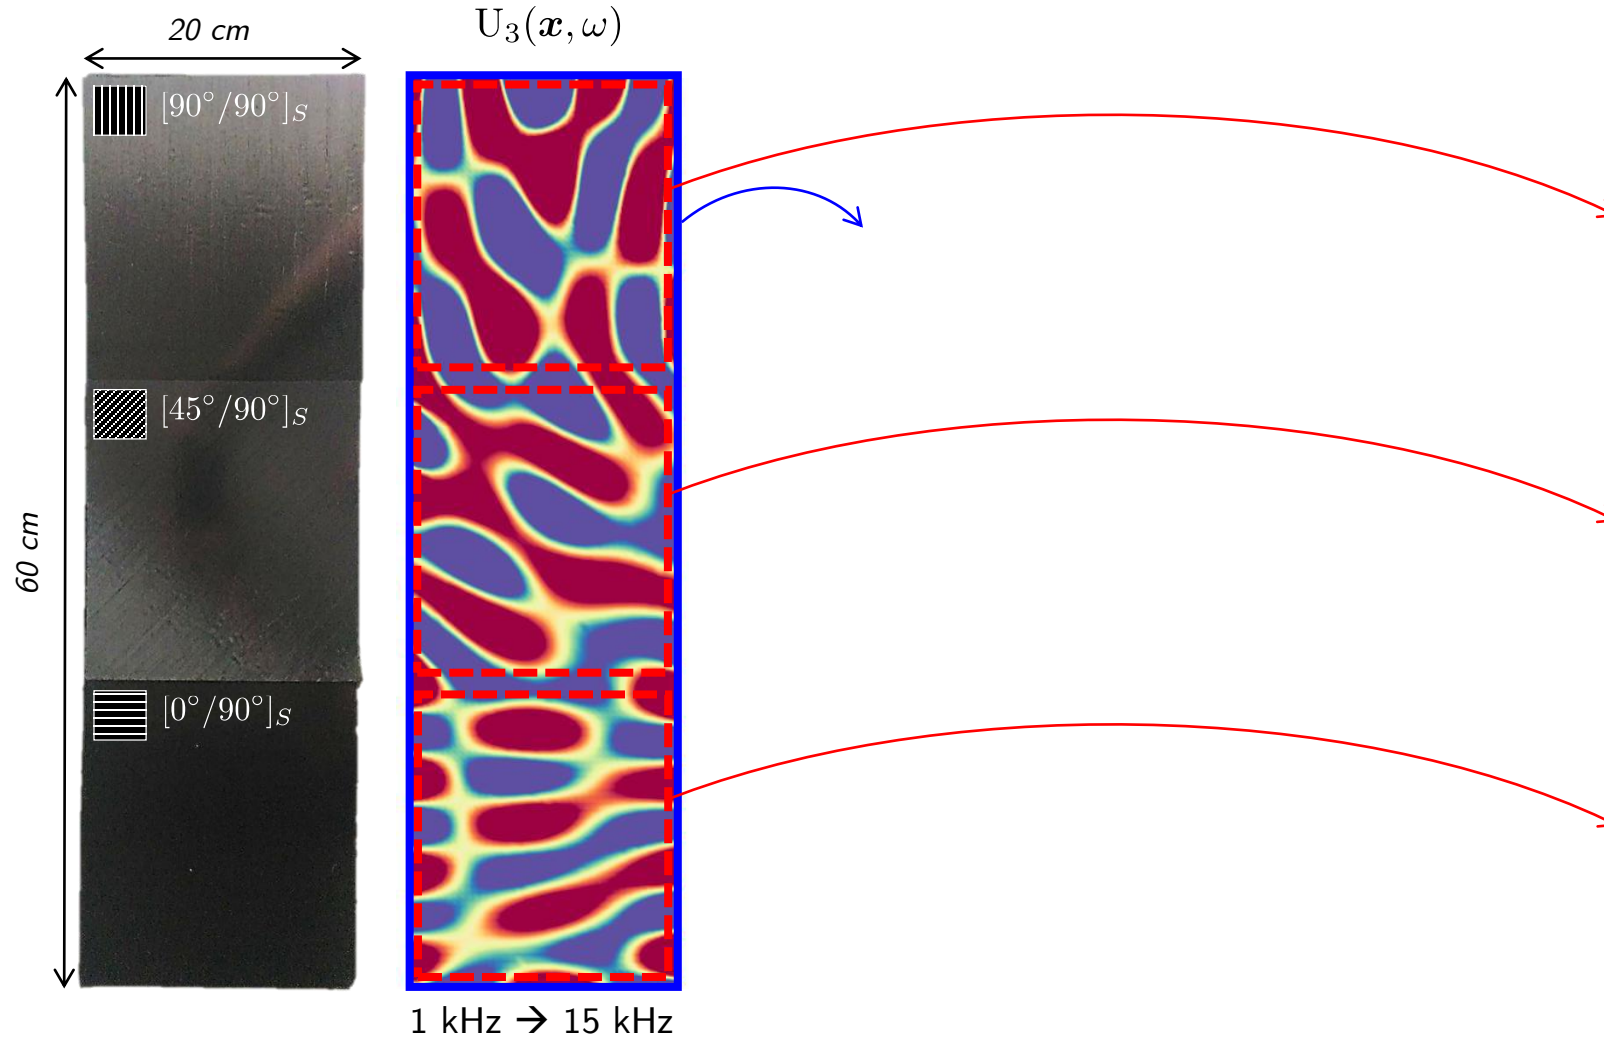 20 cm
U₃(𝒙, ω)
[90°/90°]S
[45°/90°]S
60 cm
[0°/90°]S
1 kHz → 15 kHz